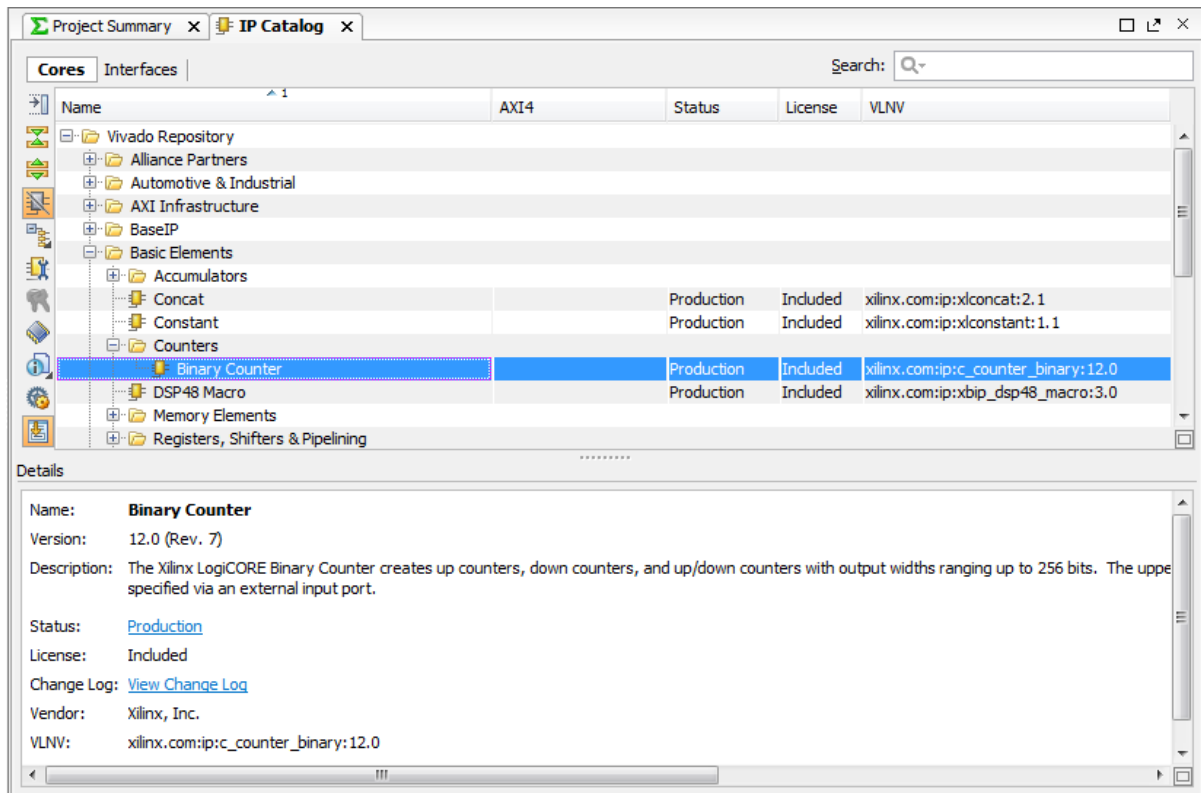 Project Summary X IP Catalog X
Cores Interfaces Search:
Name 1 AXI4 Status License VLNV
Vivado Repository
Alliance Partners
Automotive & Industrial
AXI Infrastructure
BaseIP
Basic Elements
Accumulators
Concat Production Included xilinx.com:ip:xlconcat:2.1
Constant Production Included xilinx.com:ip:xlconstant:1.1
Counters
Binary Counter Production Included xilinx.com:ip:c_counter_binary:12.0
DSP48 Macro Production Included xilinx.com:ip:xbip_dsp48_macro:3.0
Memory Elements
Registers, Shifters & Pipelining
Details
Name: Binary Counter
Version: 12.0 (Rev. 7)
Description: The Xilinx LogiCORE Binary Counter creates up counters, down counters, and up/down counters with output widths ranging up to 256 bits. The uppe
specified via an external input port.
Status: Production
License: Included
Change Log: View Change Log
Vendor: Xilinx, Inc.
VLNV: xilinx.com:ip:c_counter_binary:12.0